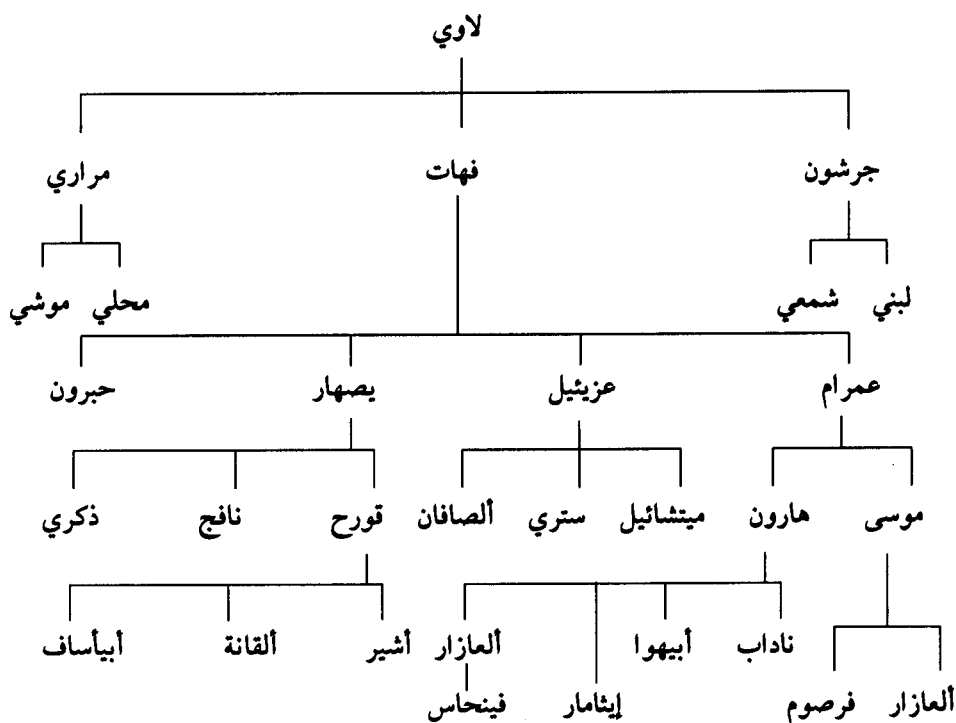 لاوي
جرشون فهات مراري
لبني شمعي محلي موشي
عمرام عزيئيل يصهار حبرون
موسى هارون ميتشائيل ستري ألصافان قورح نافج ذكري
ناداب أبيهوا ألعازار أشير ألقانة أبيأساف
ألعازار فرصوم إيثامار فينحاس